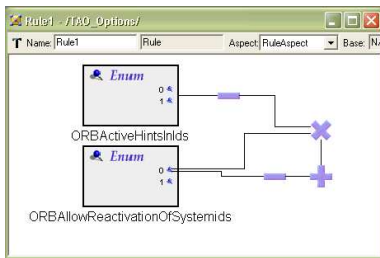 Rule1 - /TAO_Options/
T Name: Rule1 Rule Aspect: RuleAspect Base: N/
Enum
0
1
ORBActiveHintsInIds
Enum
0
1
ORBAllowReactivationOfSystemids